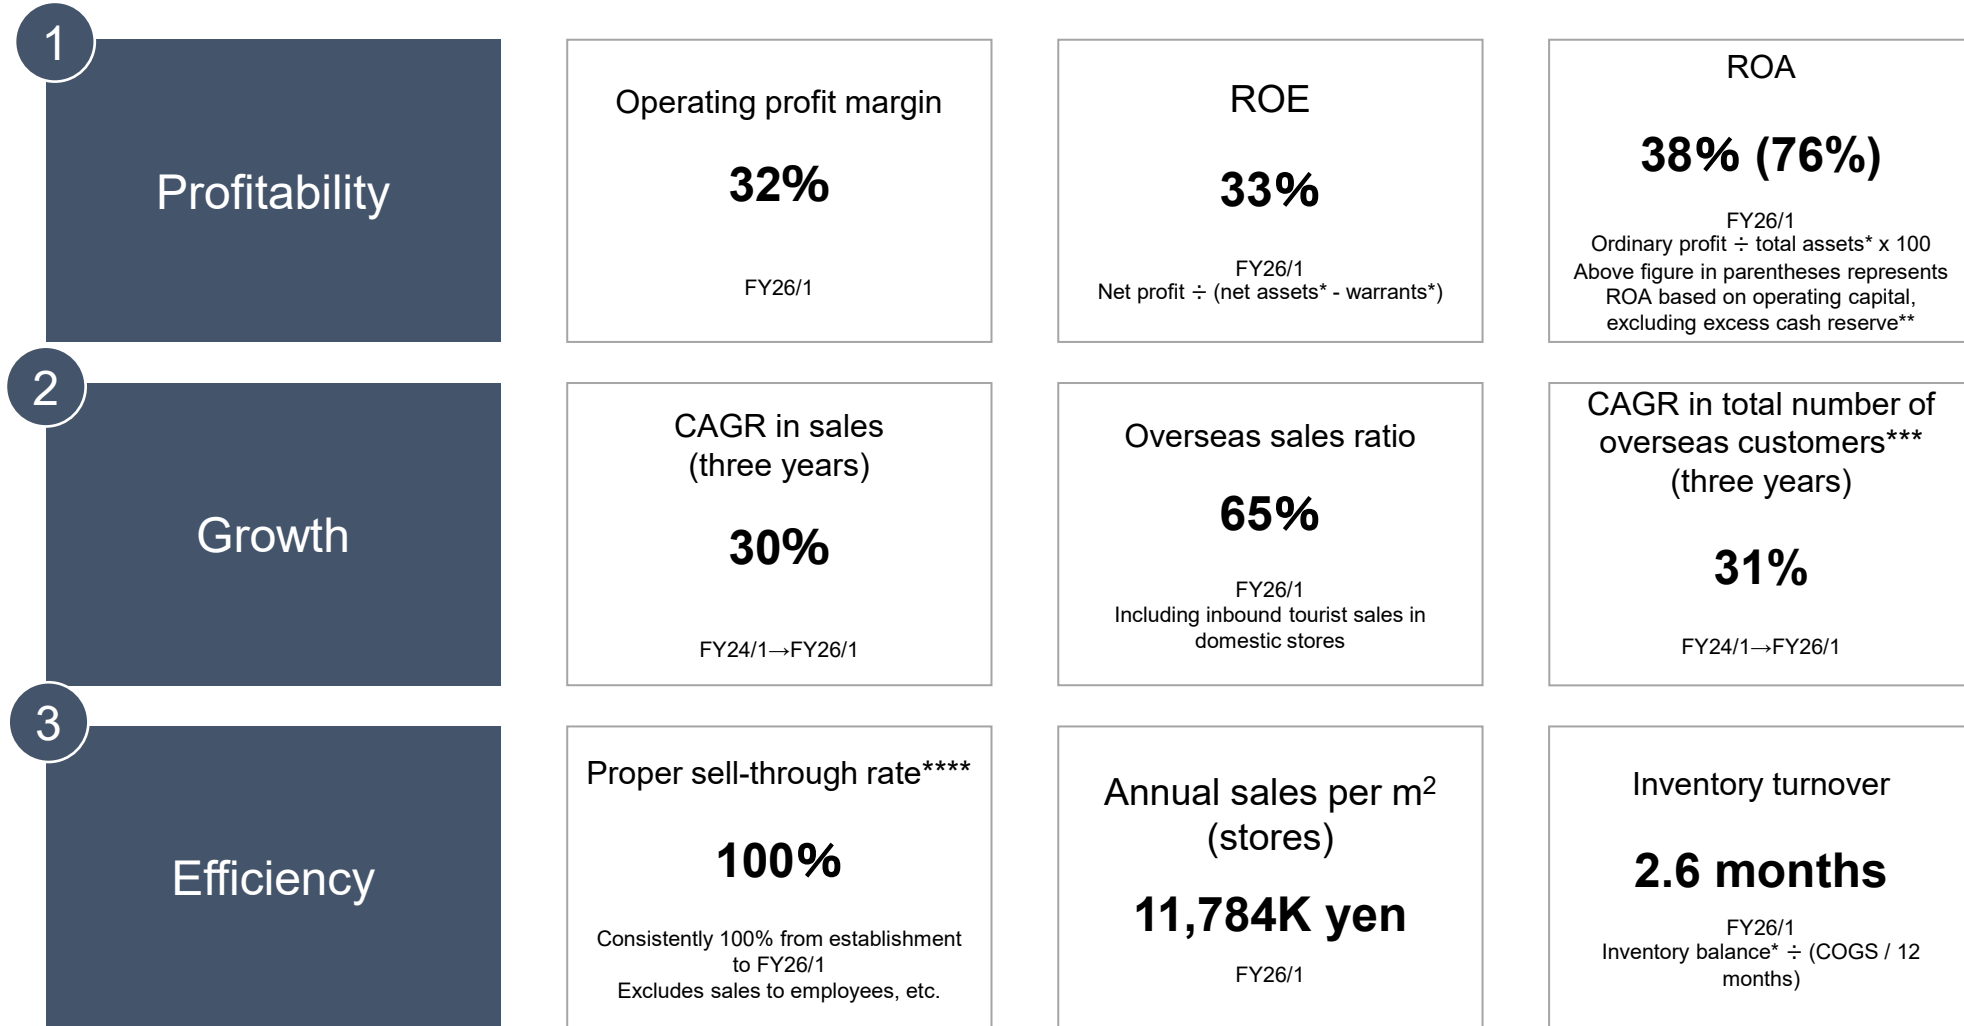 1
Profitability
Operating profit margin
32%
FY26/1
ROE
33%
FY26/1
Net profit ÷ (net assets* - warrants*)
ROA
38% (76%)
FY26/1
Ordinary profit ÷ total assets* x 100
Above figure in parentheses represents
ROA based on operating capital,
excluding excess cash reserve**
2
Growth
CAGR in sales
(three years)
30%
FY24/1→FY26/1
Overseas sales ratio
65%
FY26/1
Including inbound tourist sales in
domestic stores
CAGR in total number of
overseas customers***
(three years)
31%
FY24/1→FY26/1
3
Efficiency
Proper sell-through rate****
100%
Consistently 100% from establishment
to FY26/1
Excludes sales to employees, etc.
Annual sales per m²
(stores)
11,784K yen
FY26/1
Inventory turnover
2.6 months
FY26/1
Inventory balance* ÷ (COGS / 12
months)